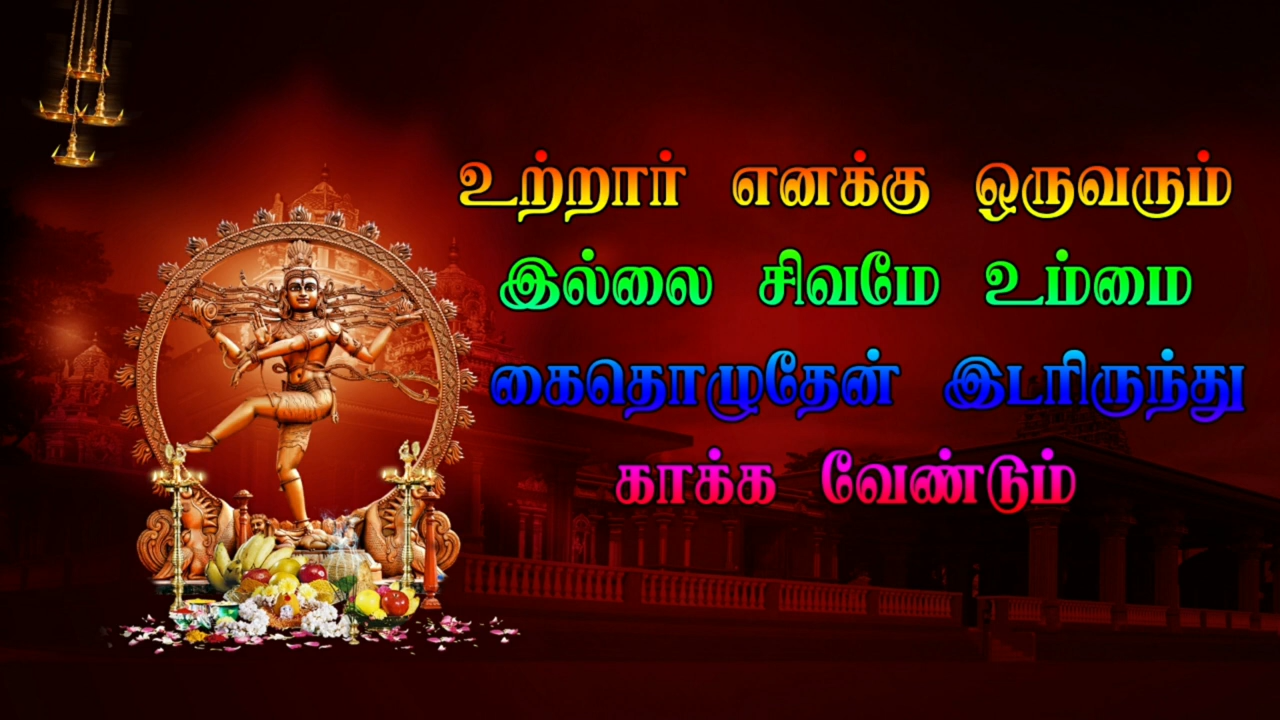 உற்றார் எனக்கு ஒருவரும்
இல்லை சிவமே உம்மை
கைதொழுதேன் இடரிருந்து
காக்க வேண்டும்